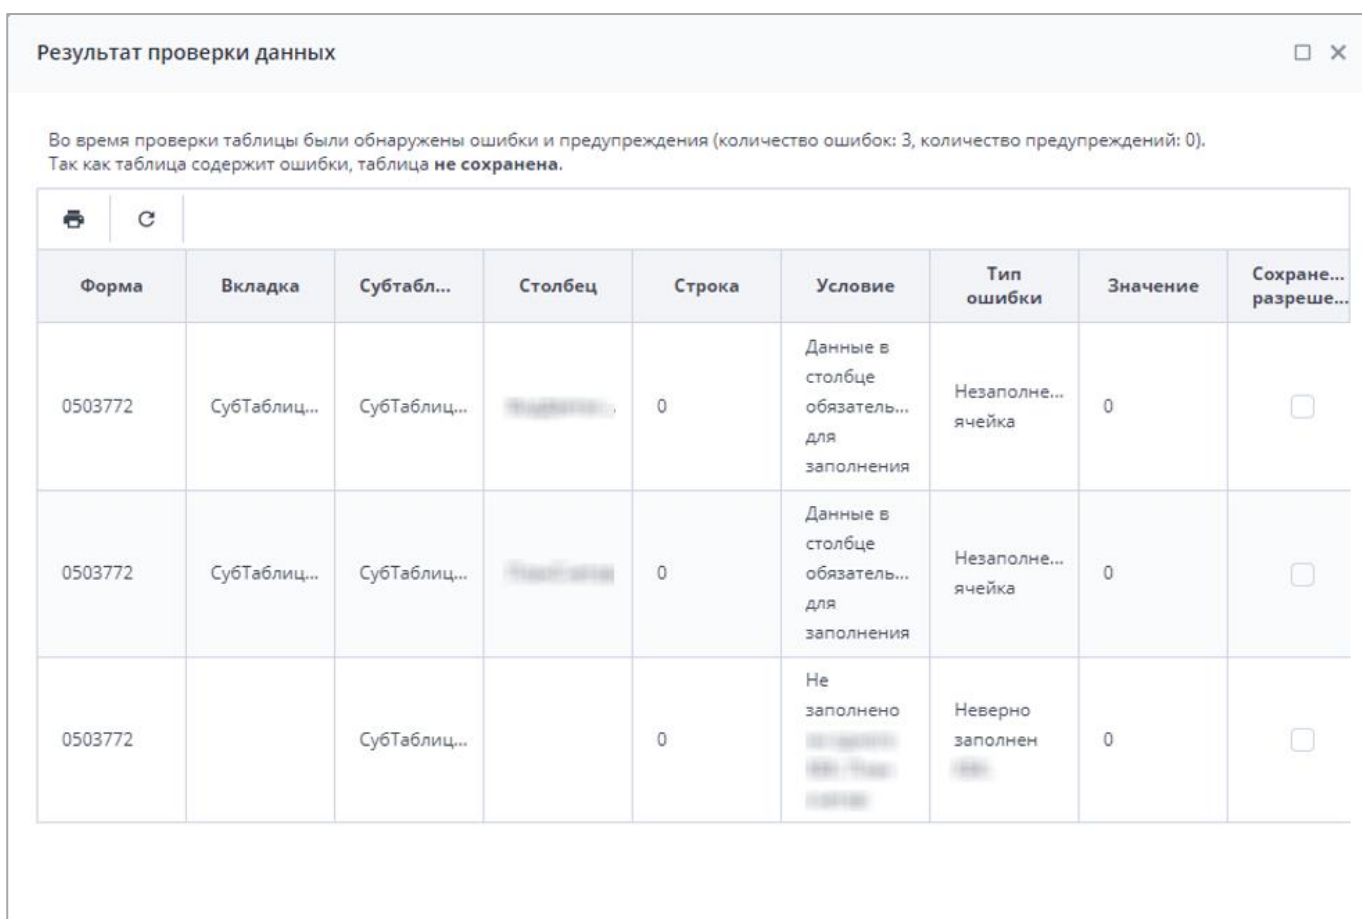 Результат проверки данных
Во время проверки таблицы были обнаружены ошибки и предупреждения (количество ошибок: 3, количество предупреждений: 0).
Так как таблица содержит ошибки, таблица не сохранена.
Форма
Вкладка
Субтабл...
Столбец
Строка
Условие
Тип
ошибки
Значение
Сохране...
разреше...
0503772
СубТаблиц...
СубТаблиц...
0
Данные в
столбце
обязатель...
для
заполнения
Незаполне...
ячейка
0
0503772
СубТаблиц...
СубТаблиц...
0
Данные в
столбце
обязатель...
для
заполнения
Незаполне...
ячейка
0
0503772
СубТаблиц...
0
Не
заполнено
Неверно
заполнен
0